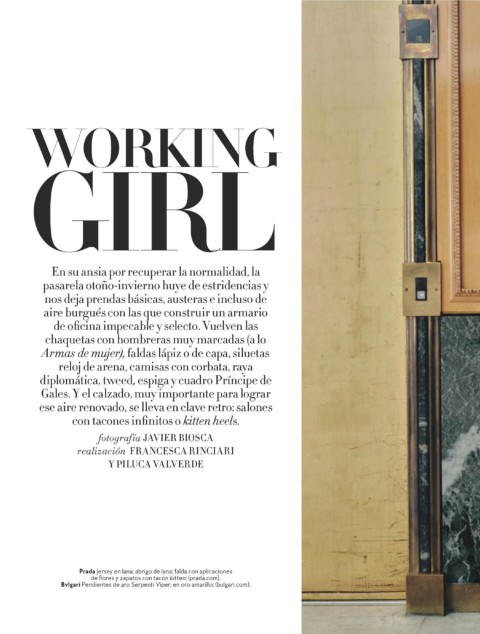 WORKING
GIRL
En su ansia por recuperar la normalidad, la
pasarela otoño-invierno huye de estridencias y
nos deja prendas básicas, austeras e incluso de
aire burgués con las que construir un armario
de oficina impecable y selecto. Vuelven las
chaquetas con hombreras muy marcadas (a lo
Armas de mujer), faldas lápiz o de capa, siluetas
reloj de arena, camisas con corbata, raya
diplomática, tweed, espiga y cuadro Príncipe de
Gales. Y el calzado, muy importante para lograr
ese aire renovado, se lleva en clave retro: salones
con tacones infinitos o kitten heels.
fotografía JAVIER BIOSCA
realización FRANCESCA RINCIARI
Y PILUCA VALVERDE
Prada Jersey en lana; abrigo de lana; falda con aplicaciones
de flores y zapatos con tacón kitten; (prada.com).
Bvlgari Pendientes de aro Serpenti Viper, en oro amarillo; (bulgari.com).